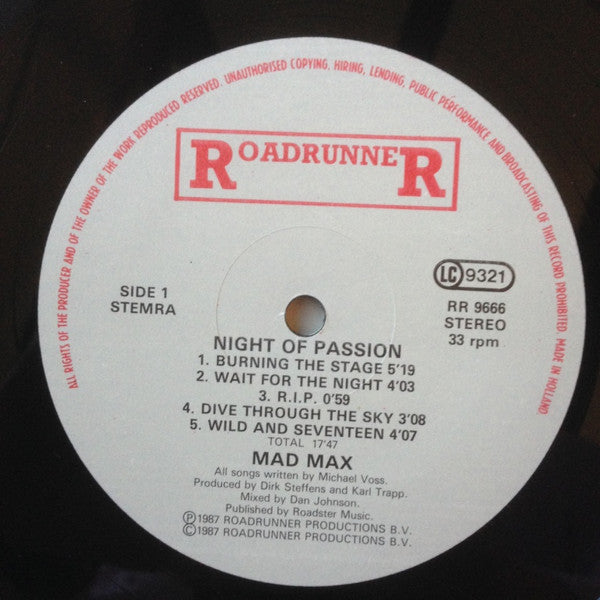 ALL RIGHTS OF THE PRODUCER AND OF THE OWNER OF THE WORK REPRODUCED RESERVED. UNAUTHORISED COPYING, HIRING, LENDING, PUBLIC PERFORMANCE AND BROADCASTING OF THIS RECORD PROHIBITED. MADE IN HOLLAND.
ROADRUNNER
LC 9321
SIDE 1
STEMRA
RR 9666
STEREO
33 rpm
NIGHT OF PASSION
1. BURNING THE STAGE 5'19
2. WAIT FOR THE NIGHT 4'03
3. R.I.P. 0'59
4. DIVE THROUGH THE SKY 3'08
5. WILD AND SEVENTEEN 4'07
TOTAL 17'47
MAD MAX
All songs written by Michael Voss.
Produced by Dirk Steffens and Karl Trapp.
Mixed by Dan Johnson.
Published by Roadster Music.
℗1987 ROADRUNNER PRODUCTIONS B.V.
©1987 ROADRUNNER PRODUCTIONS B.V.